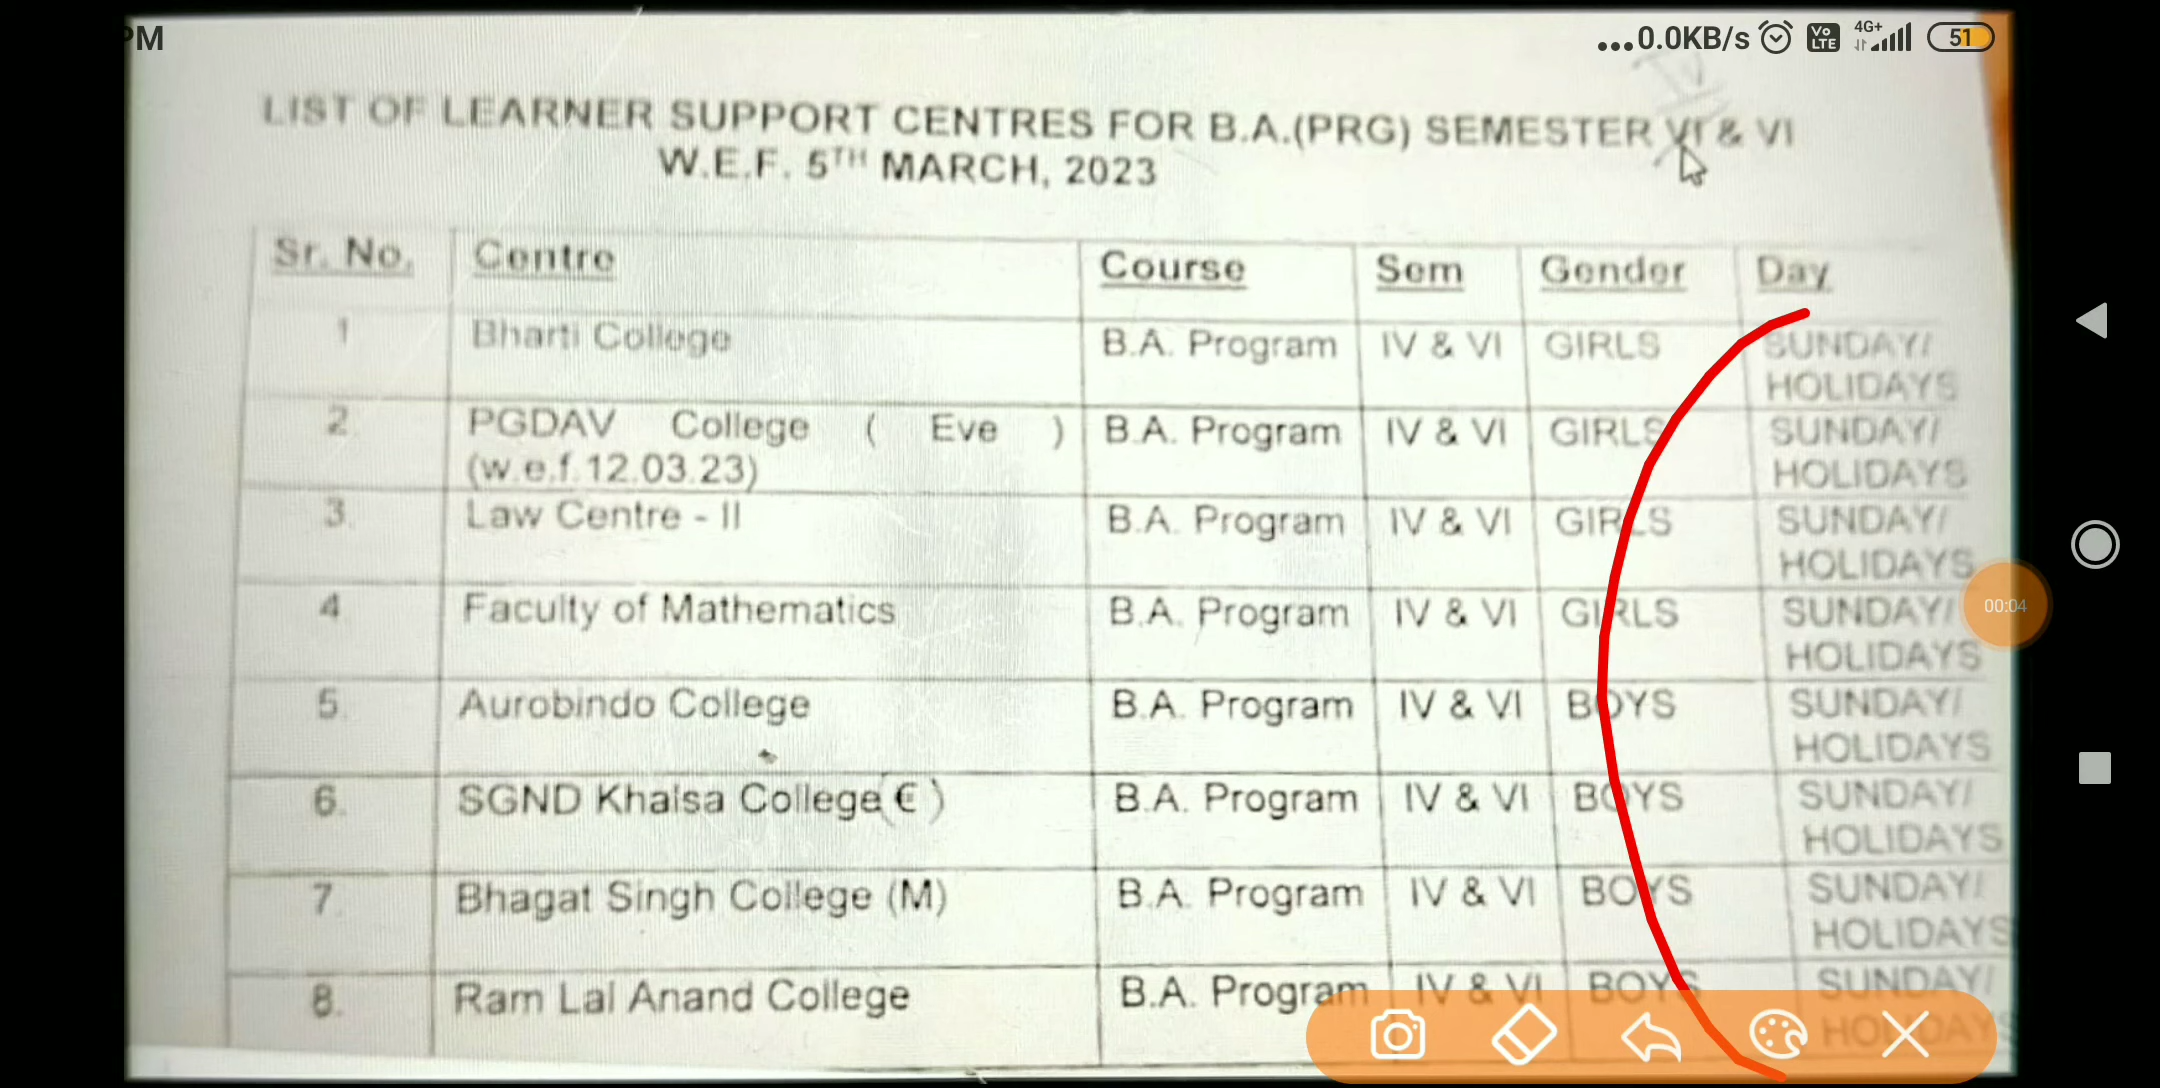 PM
...0.0KB/s Vo LTE 4G+ 51
LIST OF LEARNER SUPPORT CENTRES FOR B.A.(PRG) SEMESTER VI & VI
IV
W.E.F. 5TH MARCH, 2023
Sr. No. Centre Course Sem Gender Day
1 Bharti College B.A. Program IV & VI GIRLS SUNDAY/
HOLIDAYS
2. PGDAV College ( Eve ) B.A. Program IV & VI GIRLS SUNDAY/
(w.e.f.12.03.23) HOLIDAYS
3. Law Centre - II B.A. Program IV & VI GIRLS SUNDAY/
HOLIDAYS
4 Faculty of Mathematics B.A. Program IV & VI GIRLS SUNDAY/
00:04
HOLIDAYS
5. Aurobindo College B.A. Program IV & VI BOYS SUNDAY/
HOLIDAYS
6. SGND Khalsa College(E) B.A. Program IV & VI BOYS SUNDAY/
HOLIDAYS
7. Bhagat Singh College (M) B.A. Program IV & VI BOYS SUNDAY/
HOLIDAYS
8. Ram Lal Anand College B.A. Program IV & VI BOYS SUNDAY/
HOLIDAYS